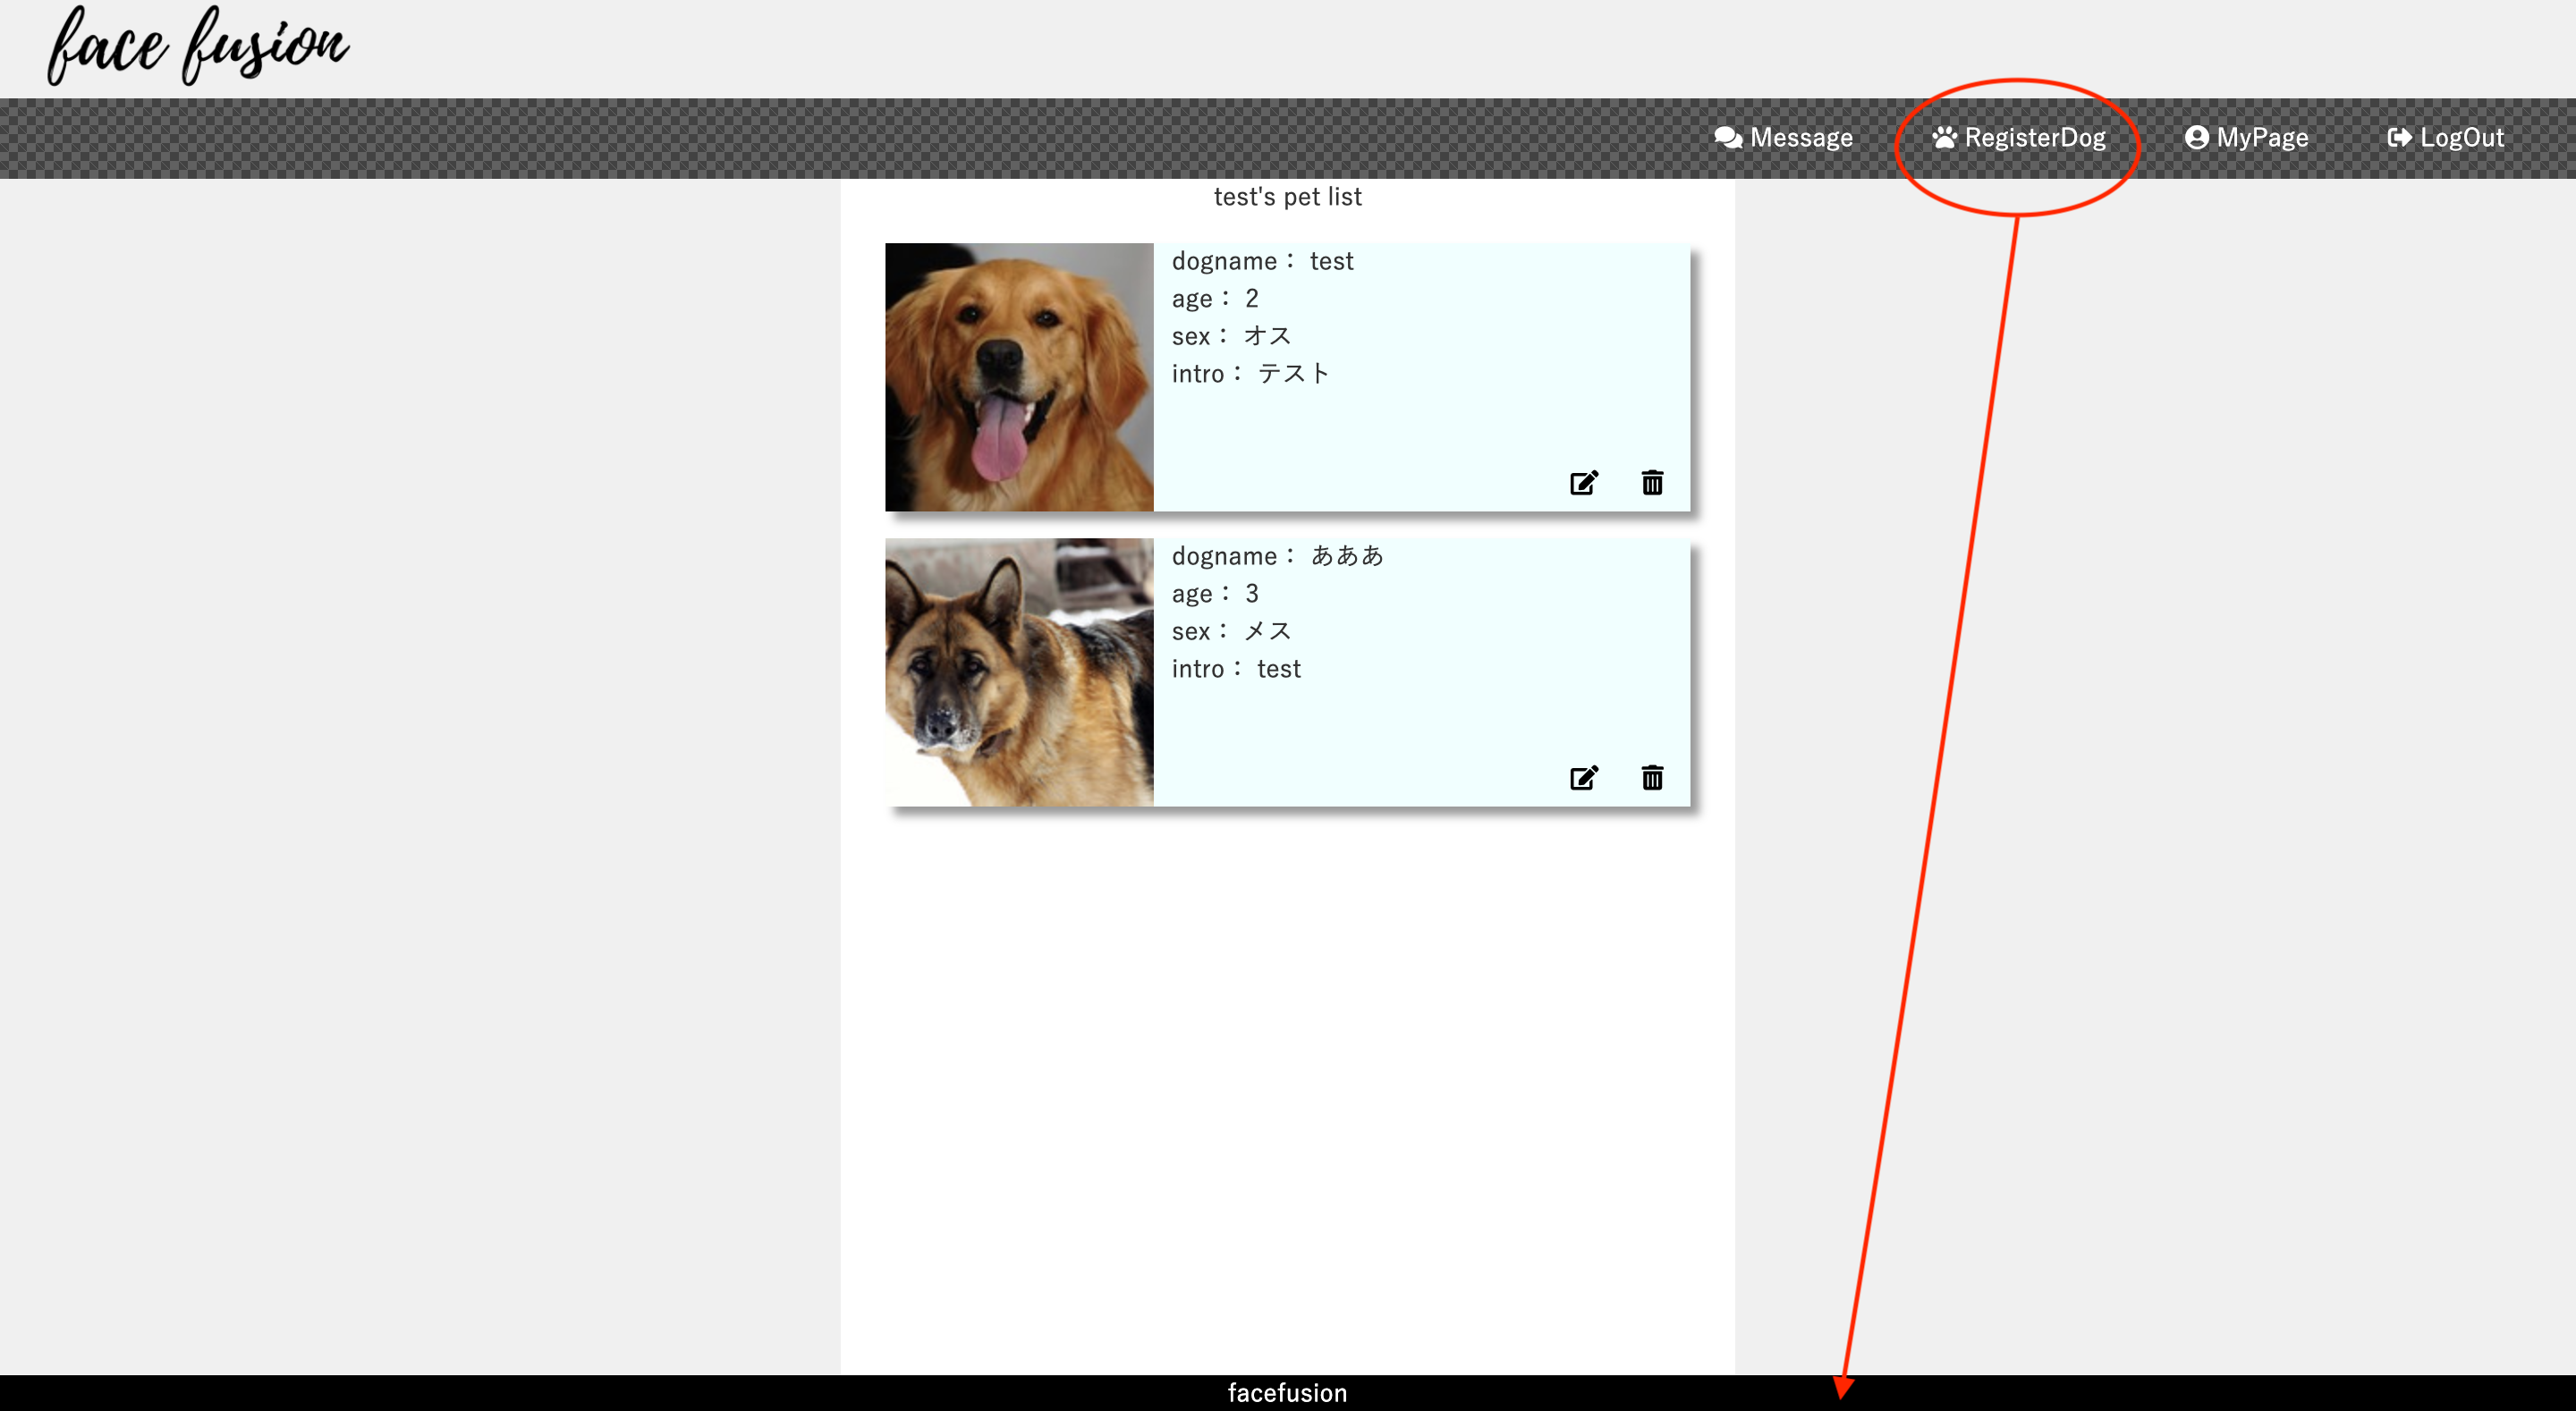 face fusion
Message RegisterDog MyPage LogOut
test's pet list
dogname： test
age： 2
sex： オス
intro： テスト
dogname： あああ
age： 3
sex： メス
intro： test
facefusion